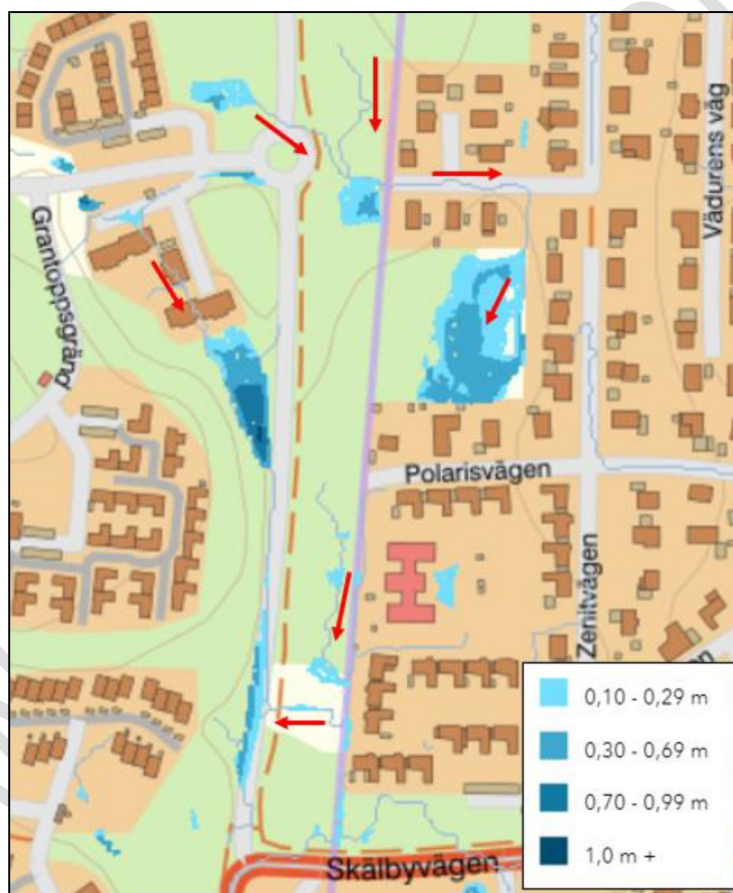 Vädurens väg
Grantoppsgränd
Polarisvägen
Zenitvägen
Skälbyvägen
0,10 - 0,29 m
0,30 - 0,69 m
0,70 - 0,99 m
1,0 m +